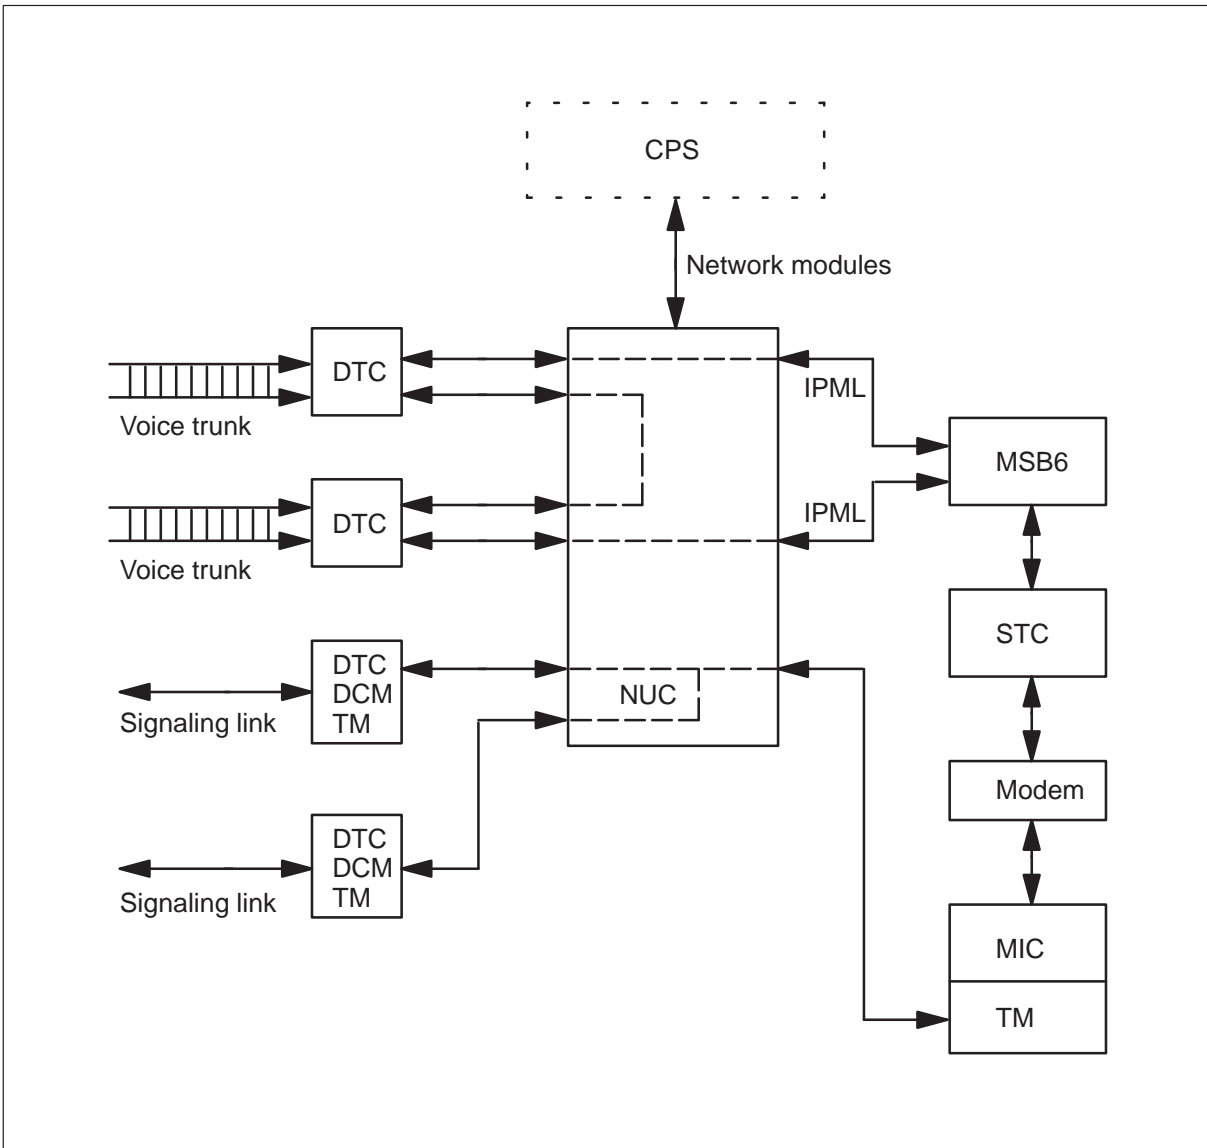 CPS
Network modules
DTC
IPML
Voice trunk
MSB6
DTC
IPML
Voice trunk
STC
DTC
DCM
TM
NUC
Signaling link
Modem
DTC
DCM
TM
Signaling link
MIC
TM